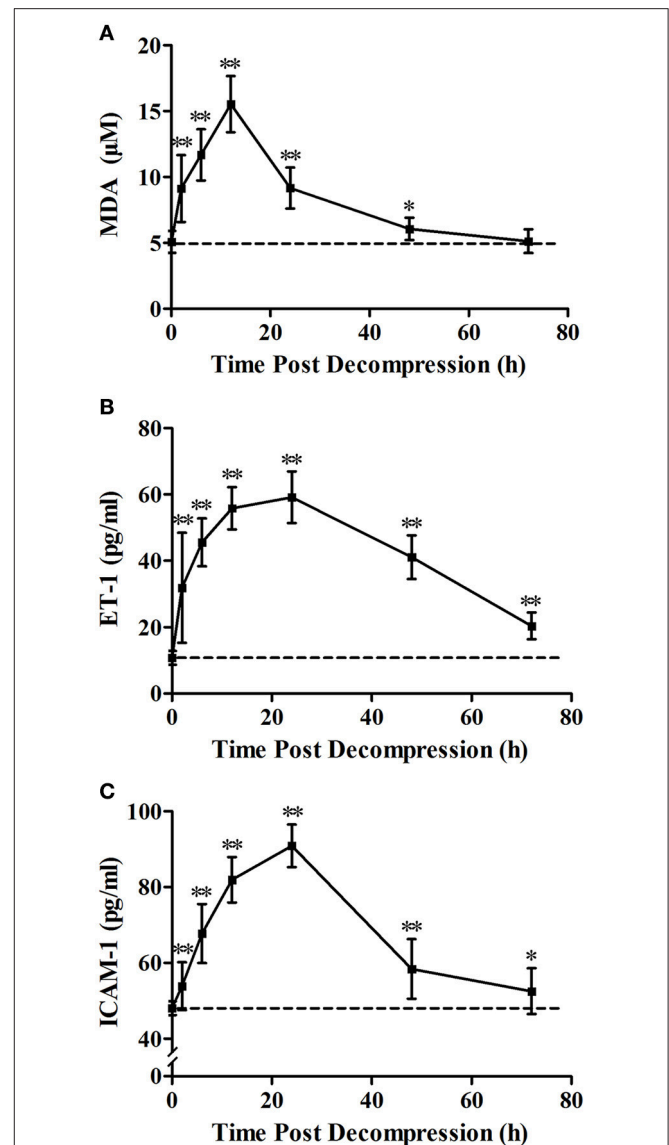 A
20
15
10
5
0
MDA (µM)
**
**
**
**
*
0 20 40 60 80
Time Post Decompression (h)
B
80
60
40
20
0
ET-1 (pg/ml)
**
**
**
**
**
**
0 20 40 60 80
Time Post Decompression (h)
C
100
80
60
40
0
ICAM-1 (pg/ml)
**
**
**
**
**
*
0 20 40 60 80
Time Post Decompression (h)